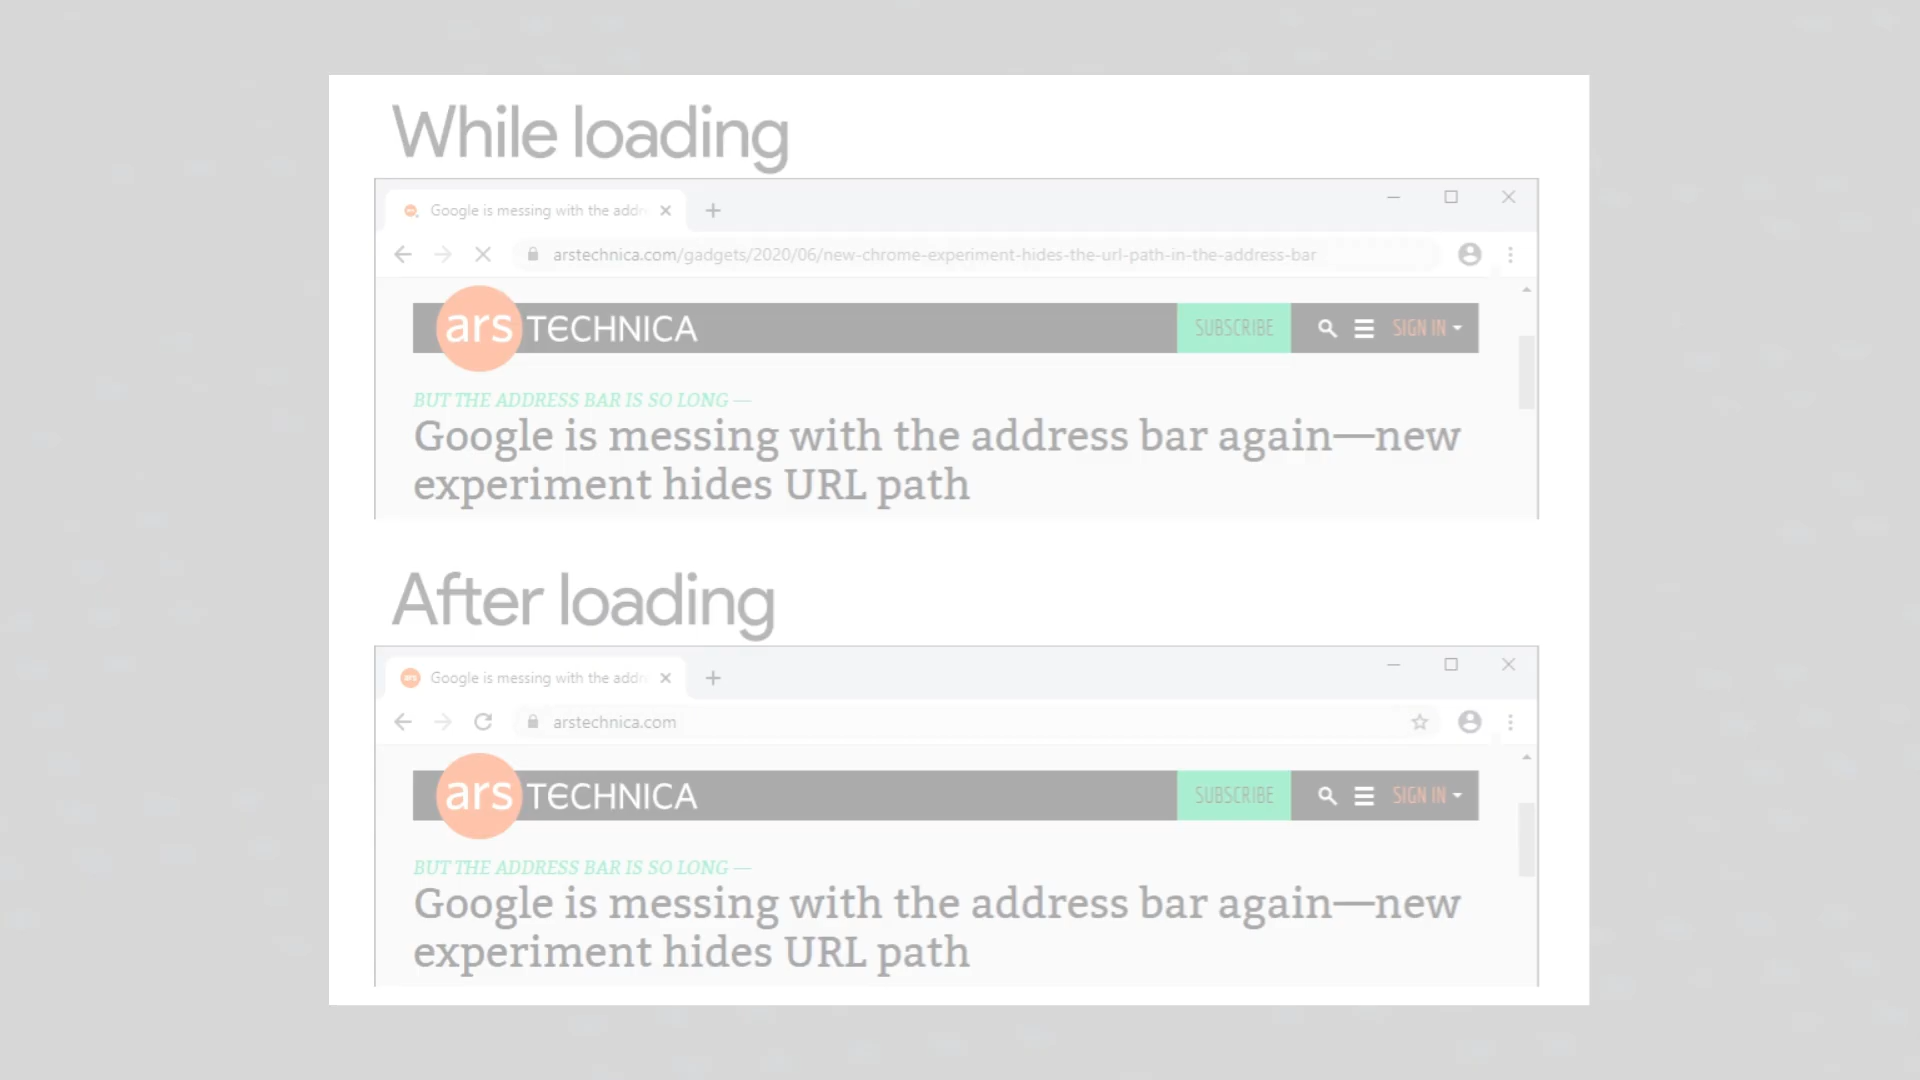 While loading
Google is messing with the addr
arstechnica.com/gadgets/2020/06/new-chrome-experiment-hides-the-url-path-in-the-address-bar
ars TECHNICA
SUBSCRIBE
SIGN IN
BUT THE ADDRESS BAR IS SO LONG —
Google is messing with the address bar again—new
experiment hides URL path
After loading
ars
Google is messing with the addr
arstechnica.com
ars TECHNICA
SUBSCRIBE
SIGN IN
BUT THE ADDRESS BAR IS SO LONG —
Google is messing with the address bar again—new
experiment hides URL path